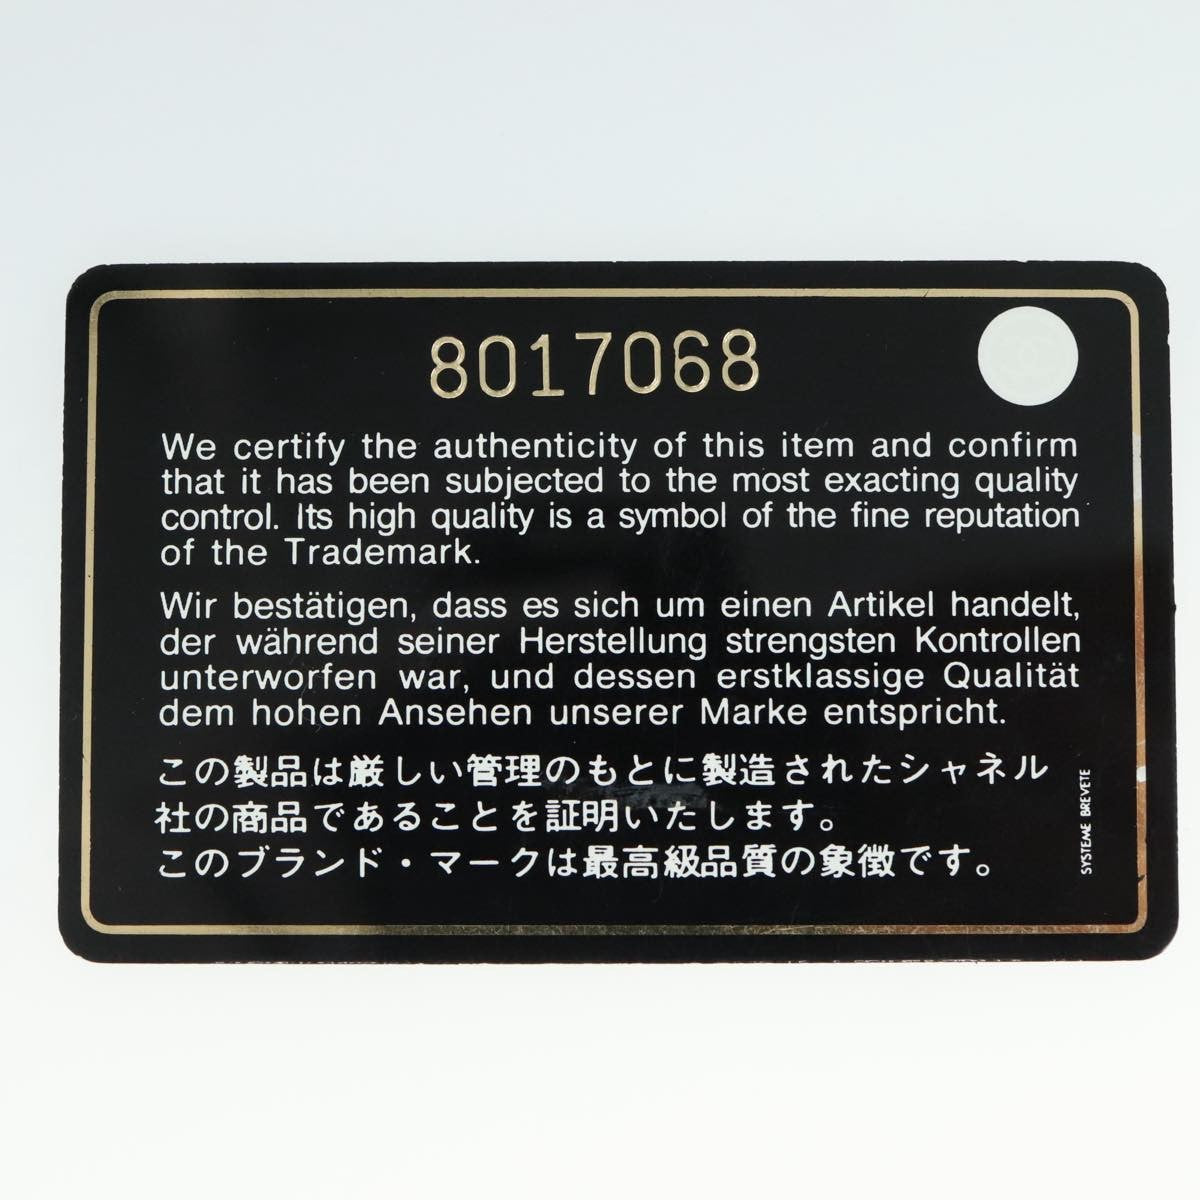 8017068
We certify the authenticity of this item and confirm
that it has been subjected to the most exacting quality
control. Its high quality is a symbol of the fine reputation
of the Trademark.
Wir bestätigen, dass es sich um einen Artikel handelt,
der während seiner Herstellung strengsten Kontrollen
unterworfen war, und dessen erstklassige Qualität
dem hohen Ansehen unserer Marke entspricht.
この製品は厳しい管理のもとに製造されたシャネル
社の商品であることを証明いたします。
このブランド・マークは最高級品質の象徴です。
SYSTEME BREVETE